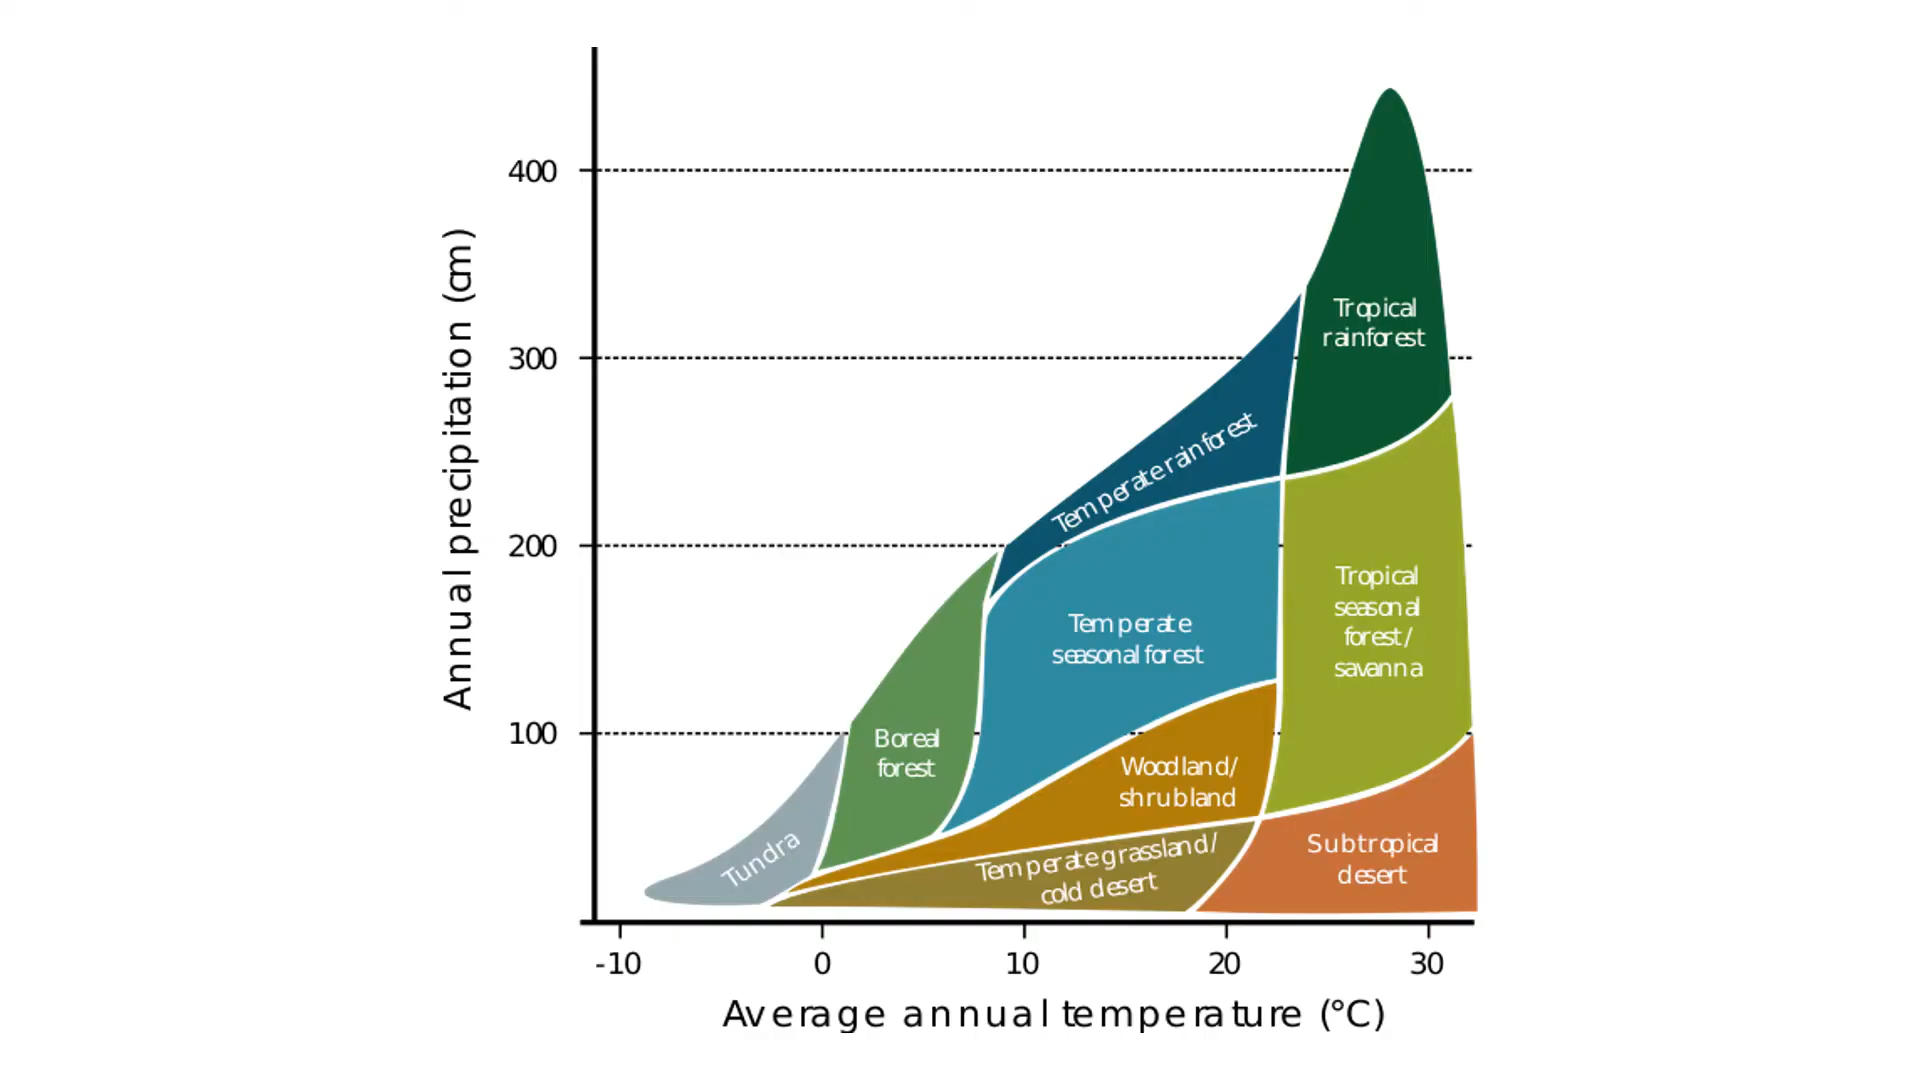 400
300
200
100
Annual precipitation (cm)
Tropical
rainforest
Temperate rainforest
Tropical
seasonal
forest/
savanna
Temperate
seasonal forest
Boreal
forest
Woodland/
shrubland
Tundra
Temperate grassland/
cold desert
Subtropical
desert
-10 0 10 20 30
Average annual temperature (°C)